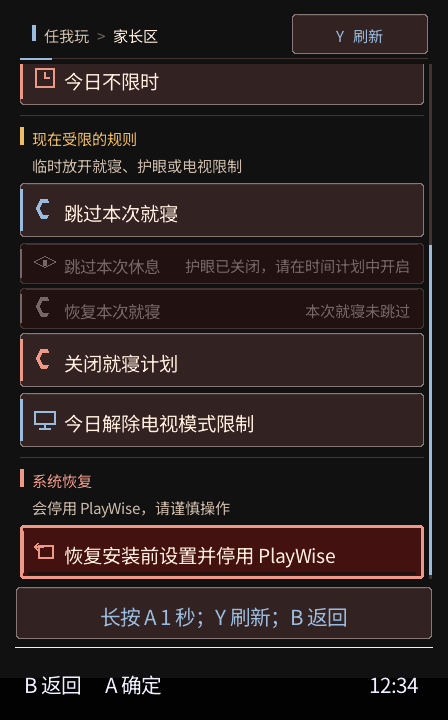 任我玩 > 家长区
Y 刷新
今日不限时
现在受限的规则
临时放开就寝、护眼或电视限制
跳过本次就寝
跳过本次休息 护眼已关闭，请在时间计划中开启
恢复本次就寝 本次就寝未跳过
关闭就寝计划
今日解除电视模式限制
系统恢复
会停用 PlayWise，请谨慎操作
恢复安装前设置并停用 PlayWise
长按 A 1 秒；Y 刷新；B 返回
B 返回 A 确定 12:34